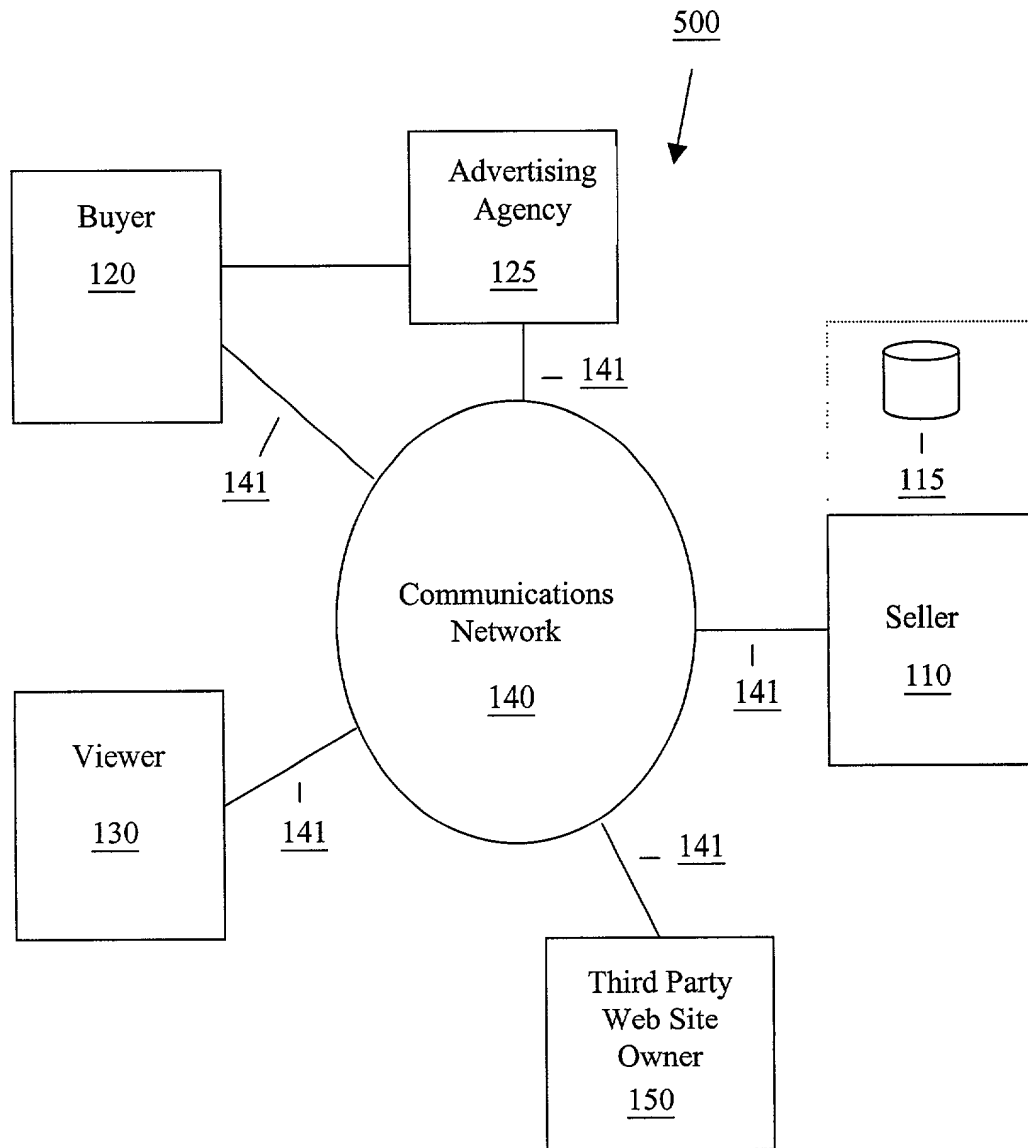 500
Advertising
Agency
125
Buyer
120
141
115
141
Communications
Network
140
Seller
110
141
Viewer
130
141
141
Third Party
Web Site
Owner
150